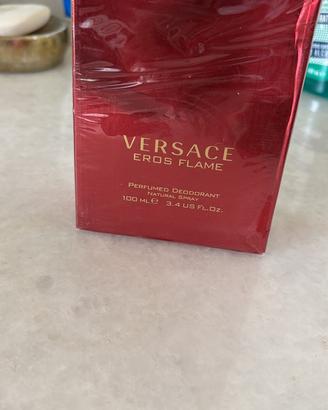 VERSACE
EROS FLAME
PERFUMED DEODORANT
NATURAL SPRAY
100 ML ℮ 3.4 US FL.OZ.